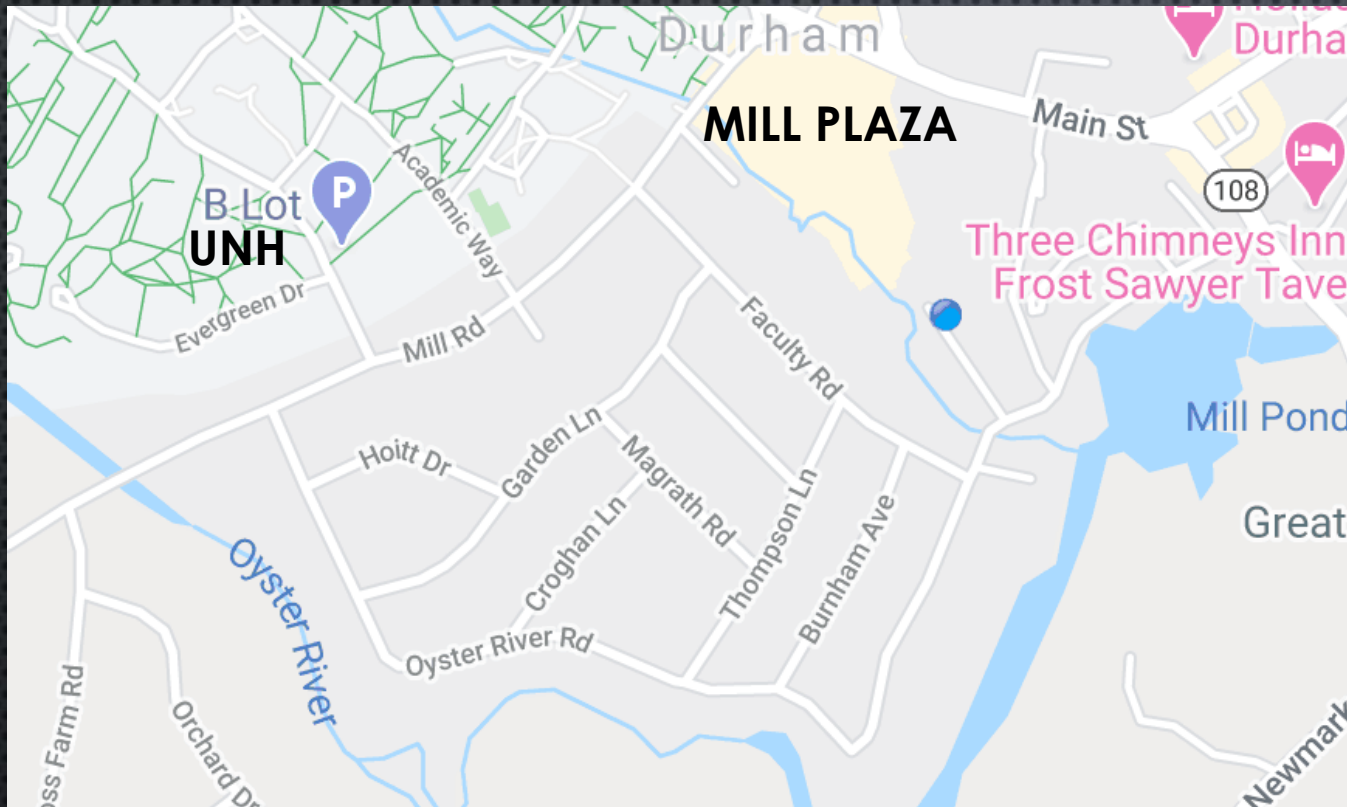 Durham
Durha
MILL PLAZA
Main St
Academic Way
P
B Lot
UNH
108
Three Chimneys Inn
Frost Sawyer Tave
Evergreen Dr
Mill Rd
Faculty Rd
Mill Pond
Hoitt Dr
Garden Ln
Magrath Rd
Croghan Ln
Thompson Ln
Burnham Ave
Great
Oyster River
Oyster River Rd
oss Farm Rd
Orchard Dr
Newmark